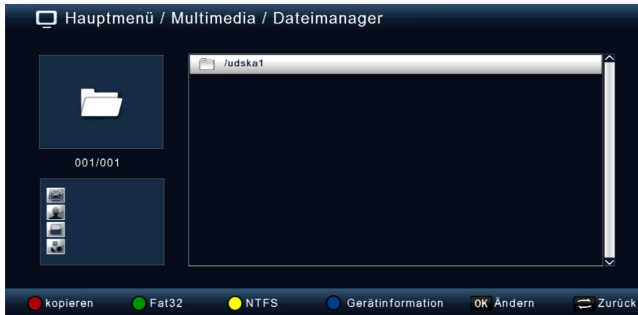 Hauptmenü / Multimedia / Dateimanager
/udska1
001/001
kopieren Fat32 NTFS Gerätinformation OK Ändern Zurück